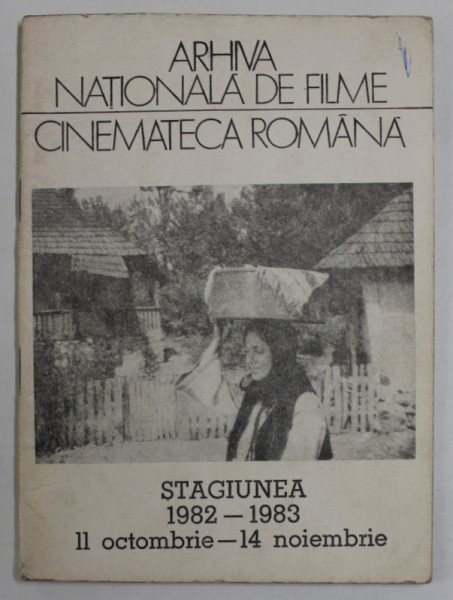 ARHIVA
NAȚIONALĂ DE FILME
CINEMATECA ROMÂNĂ
STAGIUNEA
1982 — 1983
11 octombrie — 14 noiembrie